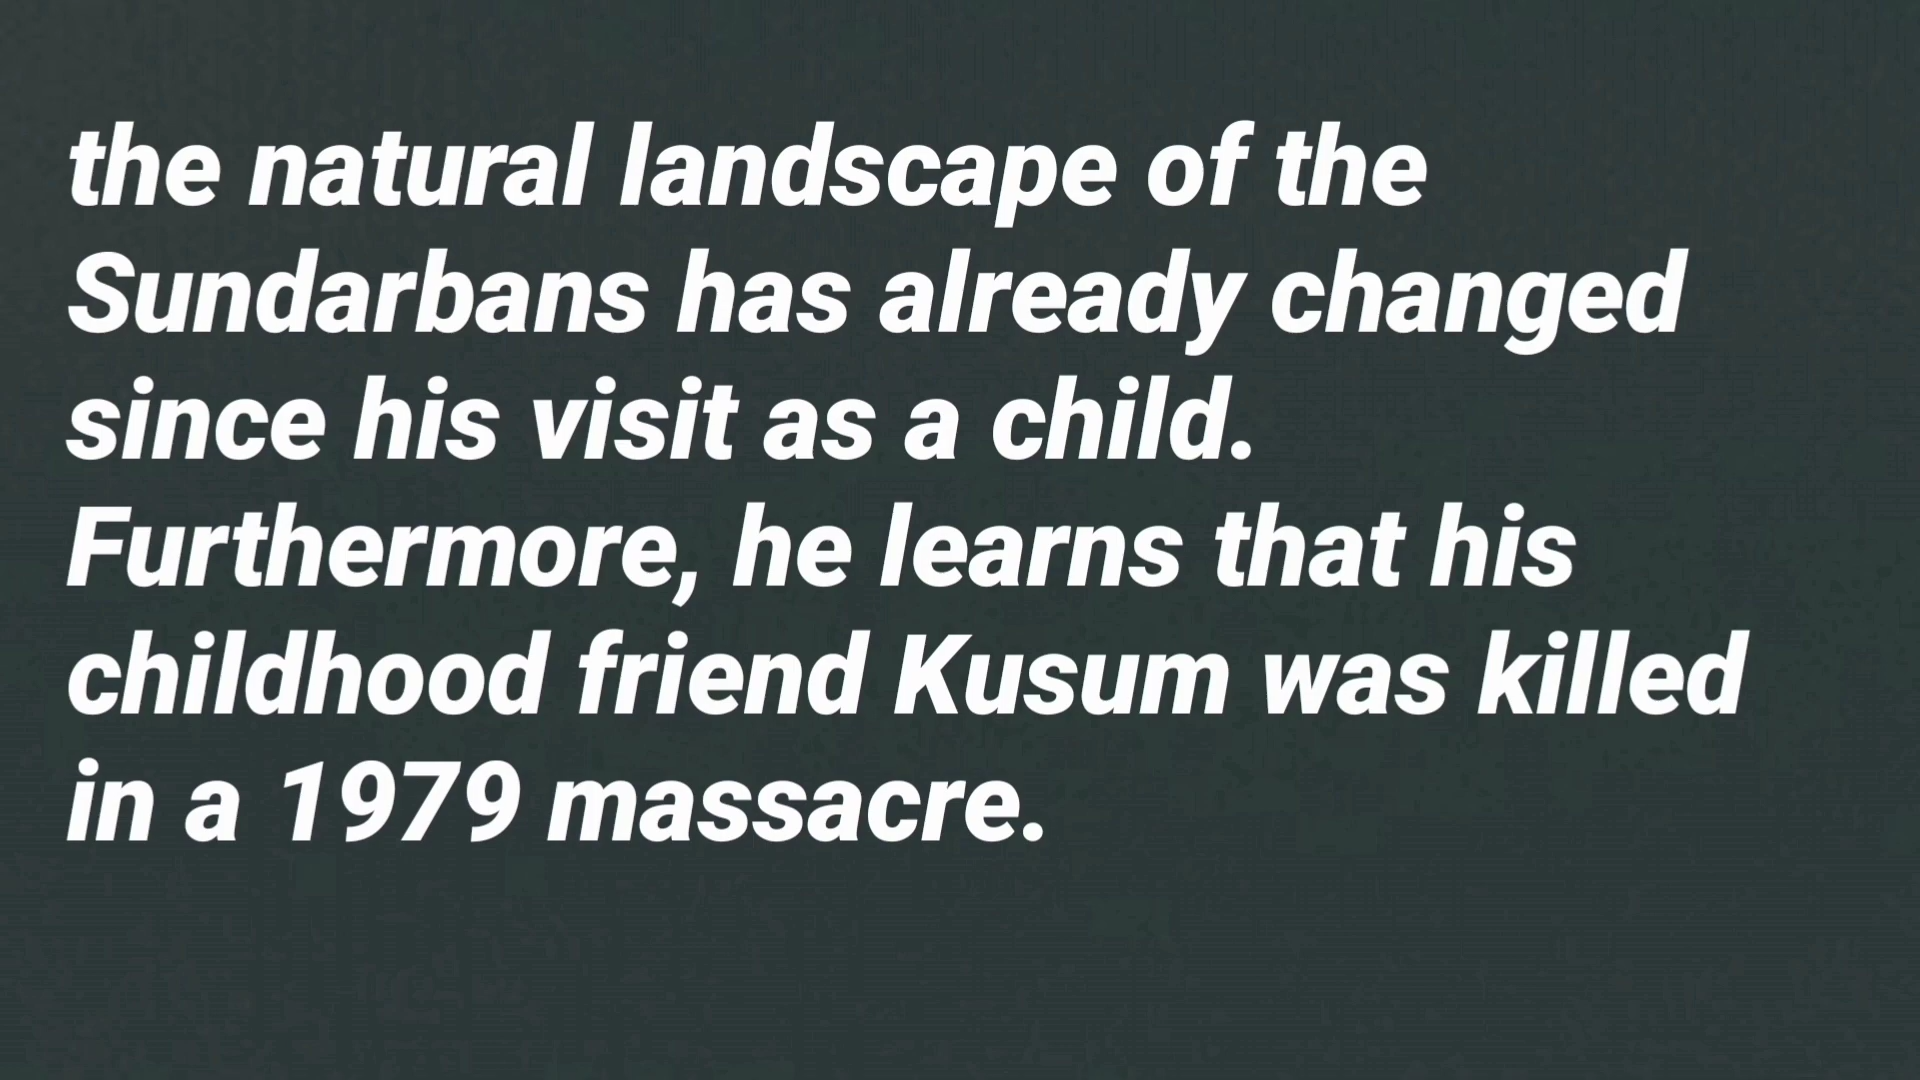 the natural landscape of the
Sundarbans has already changed
since his visit as a child.
Furthermore, he learns that his
childhood friend Kusum was killed
in a 1979 massacre.